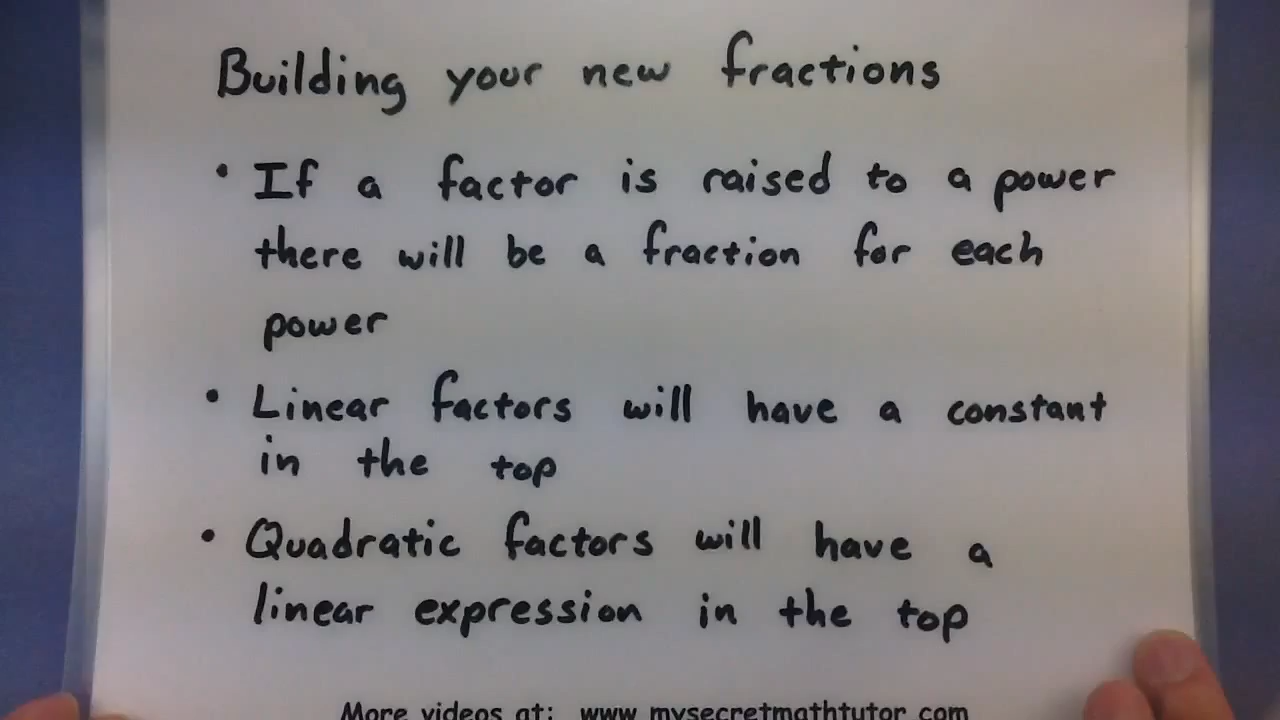 Building your new fractions
• If a factor is raised to a power
there will be a fraction for each
power
• Linear factors will have a constant
in the top
• Quadratic factors will have a
linear expression in the top
More videos at: www.mysecretmathtutor.com